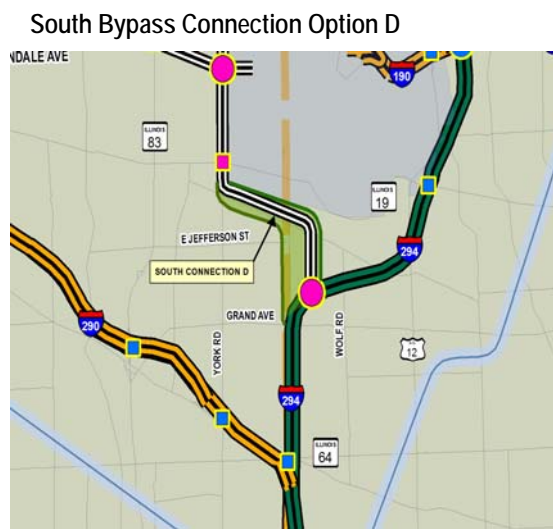 South Bypass Connection Option D
NDALE AVE
190
ILLINOIS
83
ILLINOIS
19
E JEFFERSON ST
294
SOUTH CONNECTION D
GRAND AVE
290
YORK RD
WOLF RD
12
294
ILLINOIS
64